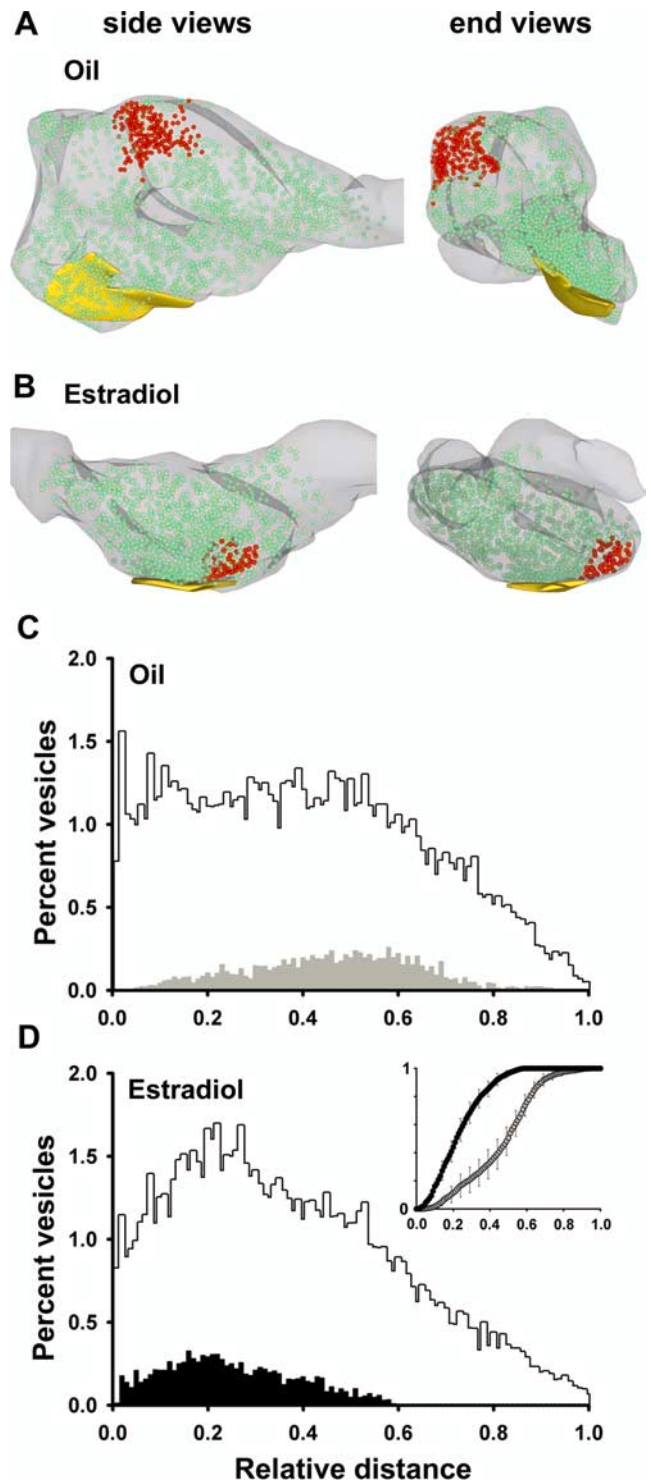 A side views end views
Oil
B Estradiol
C
2.0
Oil
1.5
1.0
0.5
0.0
Percent vesicles
0.0 0.2 0.4 0.6 0.8 1.0
D
2.0
Estradiol
1.5
1.0
0.5
0.0
Percent vesicles
1
0
0.0 0.2 0.4 0.6 0.8 1.0
0.0 0.2 0.4 0.6 0.8 1.0
Relative distance